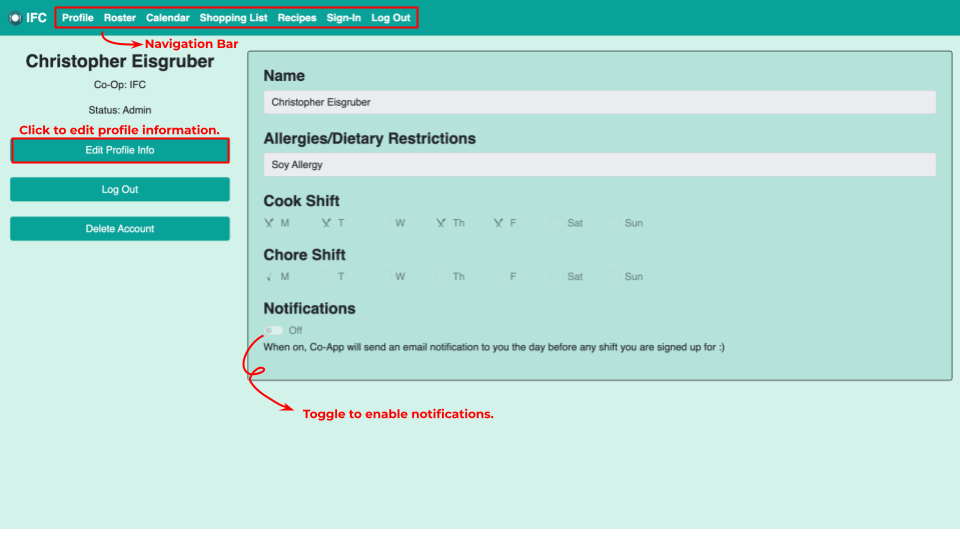 IFC Profile Roster Calendar Shopping List Recipes Sign-In Log Out
Navigation Bar
Christopher Eisgruber
Co-Op: IFC
Status: Admin
Click to edit profile information.
Edit Profile Info
Log Out
Delete Account
Name
Christopher Eisgruber
Allergies/Dietary Restrictions
Soy Allergy
Cook Shift
M T W Th F Sat Sun
Chore Shift
M T W Th F Sat Sun
Notifications
Off
When on, Co-App will send an email notification to you the day before any shift you are signed up for :)
Toggle to enable notifications.